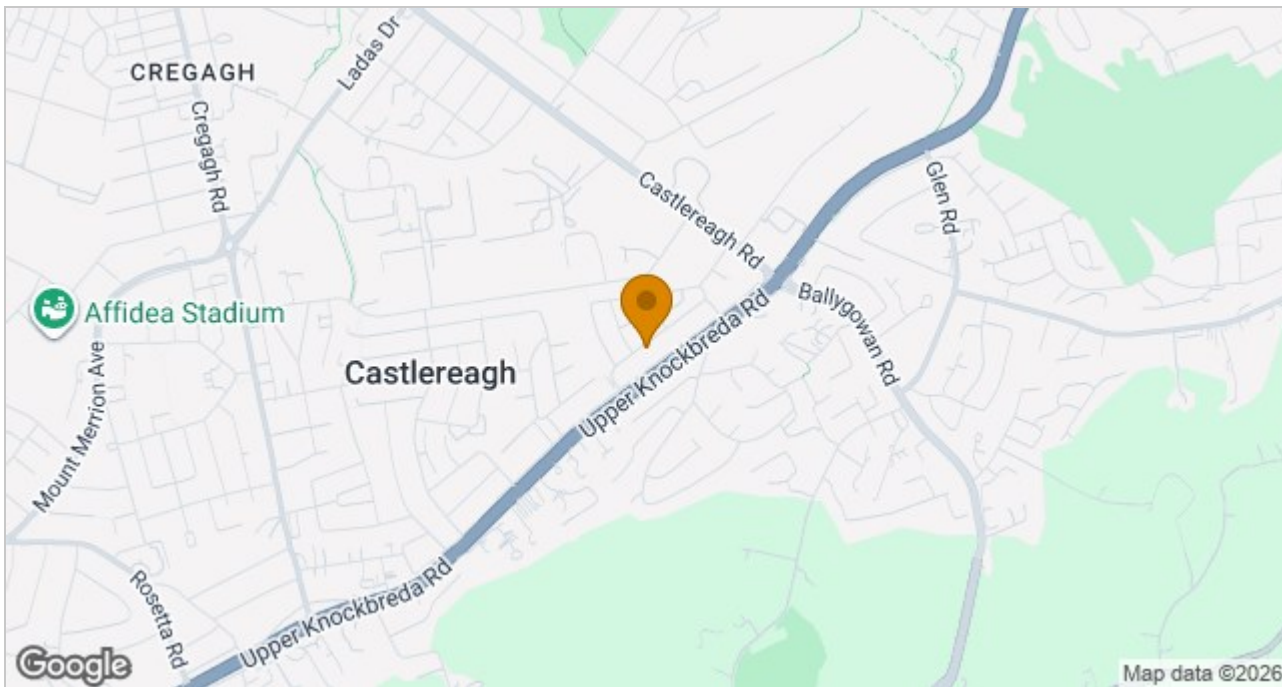 CREGAGH
Ladas Dr
Cregagh Rd
Castlereagh Rd
Glen Rd
Affidea Stadium
Mount Merrion Ave
Castlereagh
Upper Knockbreda Rd
Ballygowan Rd
Rosetta Rd
Upper Knockbreda Rd
Google
Map data ©2026